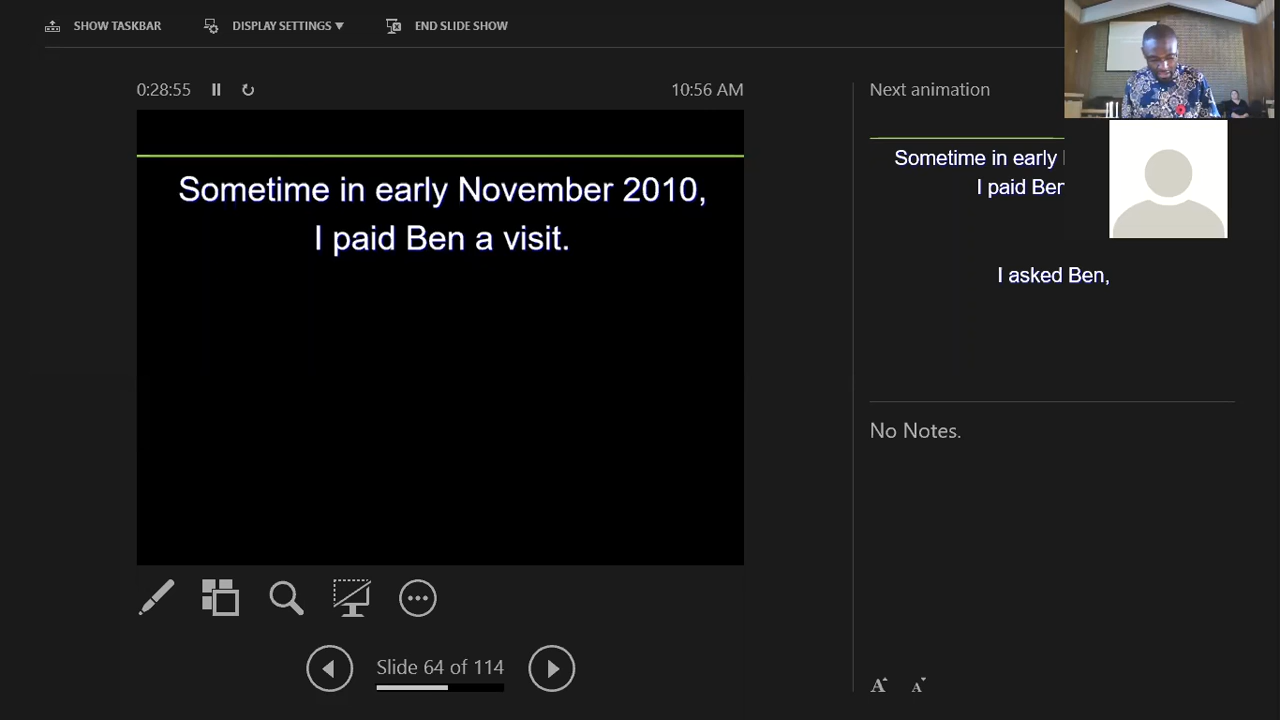 SHOW TASKBAR
DISPLAY SETTINGS
END SLIDE SHOW
0:28:55
10:56 AM
Next animation
Sometime in early November 2010,
I paid Ben a visit.
Sometime in early
I paid Ben
I asked Ben,
No Notes.
Slide 64 of 114
A A